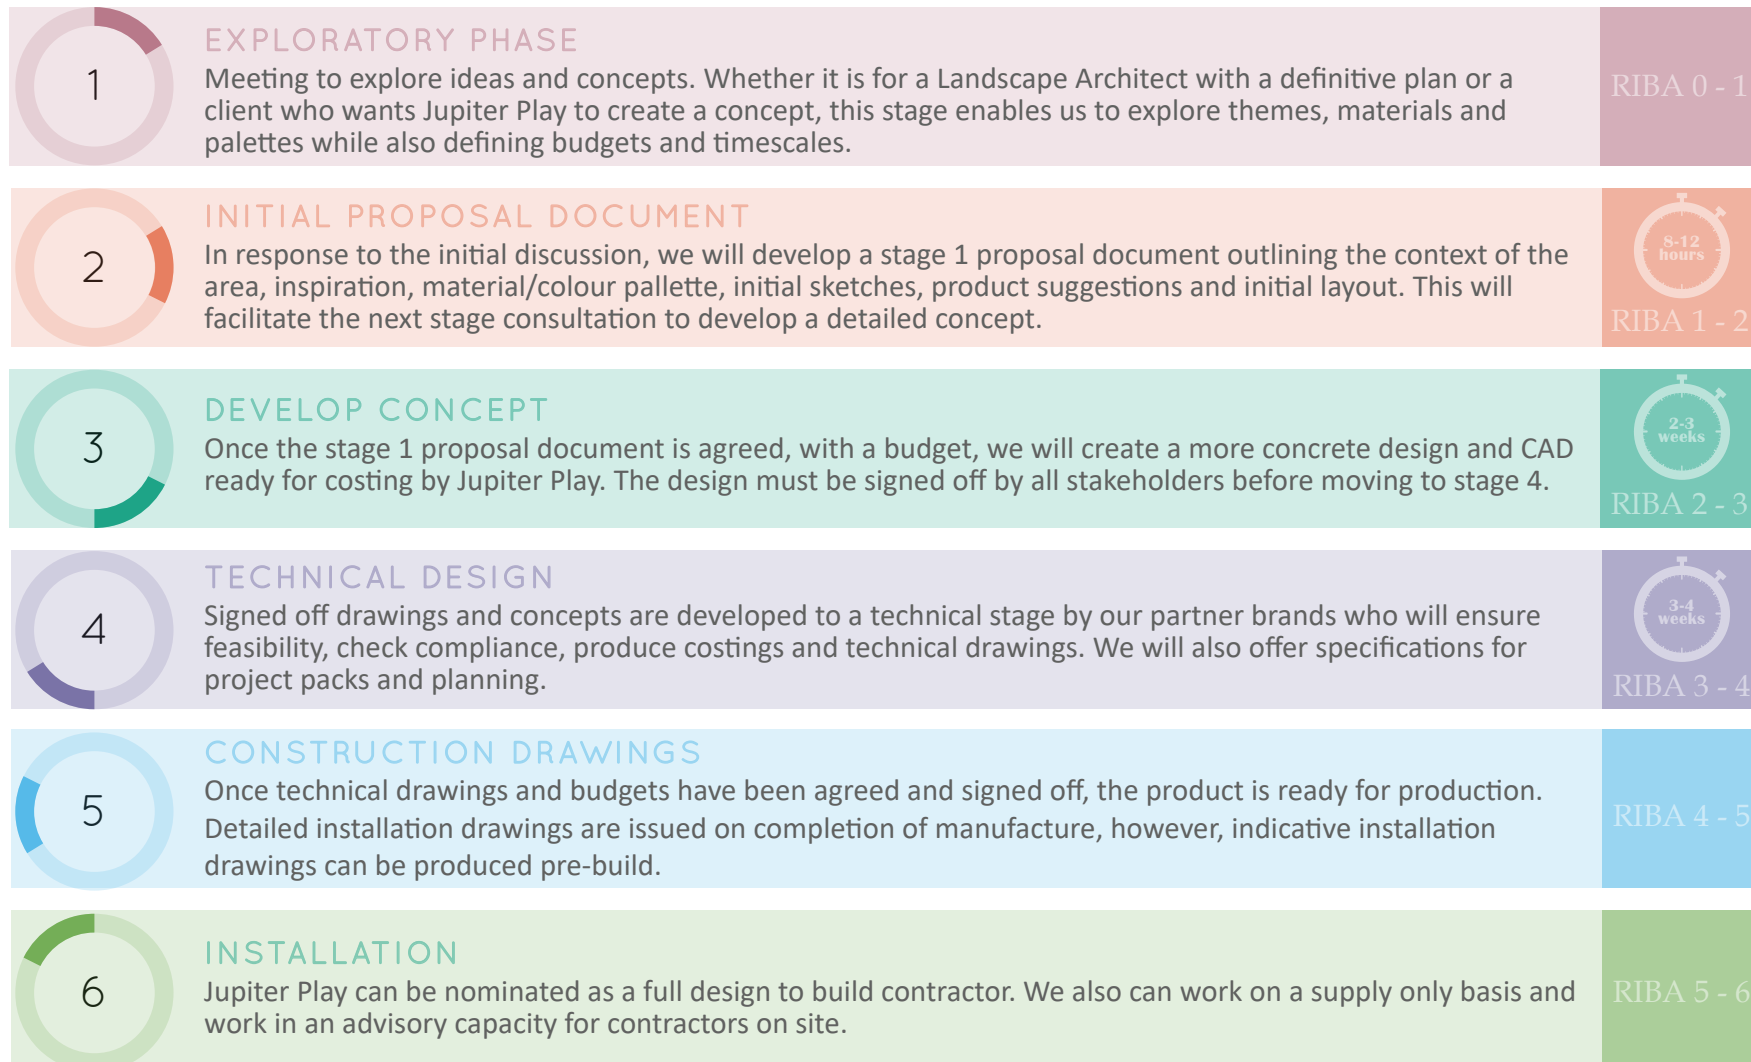 1
EXPLORATORY PHASE
Meeting to explore ideas and concepts. Whether it is for a Landscape Architect with a definitive plan or a
client who wants Jupiter Play to create a concept, this stage enables us to explore themes, materials and
palettes while also defining budgets and timescales.
RIBA 0 - 1
2
INITIAL PROPOSAL DOCUMENT
In response to the initial discussion, we will develop a stage 1 proposal document outlining the context of the
area, inspiration, material/colour pallette, initial sketches, product suggestions and initial layout. This will
facilitate the next stage consultation to develop a detailed concept.
8-12
hours
RIBA 1 - 2
3
DEVELOP CONCEPT
Once the stage 1 proposal document is agreed, with a budget, we will create a more concrete design and CAD
ready for costing by Jupiter Play. The design must be signed off by all stakeholders before moving to stage 4.
2-3
weeks
RIBA 2 - 3
4
TECHNICAL DESIGN
Signed off drawings and concepts are developed to a technical stage by our partner brands who will ensure
feasibility, check compliance, produce costings and technical drawings. We will also offer specifications for
project packs and planning.
3-4
weeks
RIBA 3 - 4
5
CONSTRUCTION DRAWINGS
Once technical drawings and budgets have been agreed and signed off, the product is ready for production.
Detailed installation drawings are issued on completion of manufacture, however, indicative installation
drawings can be produced pre-build.
RIBA 4 - 5
6
INSTALLATION
Jupiter Play can be nominated as a full design to build contractor. We also can work on a supply only basis and
work in an advisory capacity for contractors on site.
RIBA 5 - 6